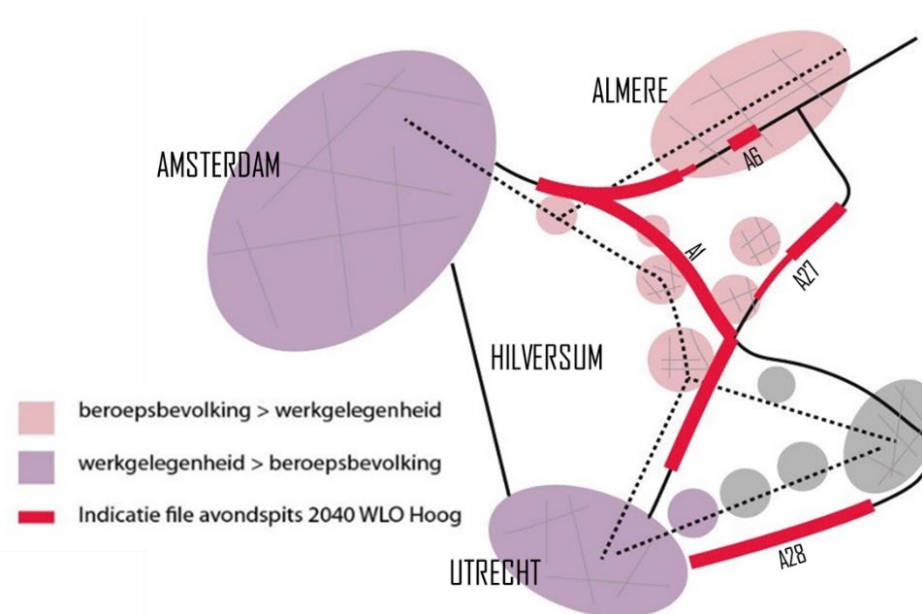 ALMERE
A6
AMSTERDAM
A1
A27
HILVERSUM
beroepsbevolking > werkgelegenheid
werkgelegenheid > beroepsbevolking
Indicatie file avondspits 2040 WLO Hoog
UTRECHT
A28